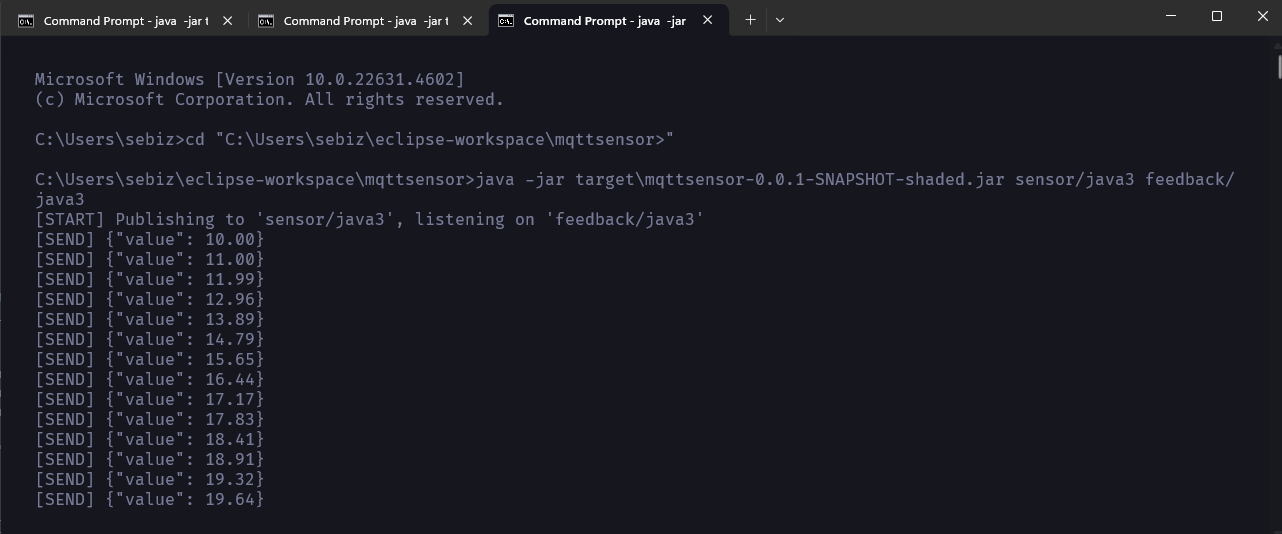 Command Prompt - java -jar t
Command Prompt - java -jar t
Command Prompt - java -jar
Microsoft Windows [Version 10.0.22631.4602]
(c) Microsoft Corporation. All rights reserved.
C:\Users\sebiz>cd "C:\Users\sebiz\eclipse-workspace\mqttsensor>"
C:\Users\sebiz\eclipse-workspace\mqttsensor>java -jar target\mqttsensor-0.0.1-SNAPSHOT-shaded.jar sensor/java3 feedback/
java3
[START] Publishing to 'sensor/java3', listening on 'feedback/java3'
[SEND] {"value": 10.00}
[SEND] {"value": 11.00}
[SEND] {"value": 11.99}
[SEND] {"value": 12.96}
[SEND] {"value": 13.89}
[SEND] {"value": 14.79}
[SEND] {"value": 15.65}
[SEND] {"value": 16.44}
[SEND] {"value": 17.17}
[SEND] {"value": 17.83}
[SEND] {"value": 18.41}
[SEND] {"value": 18.91}
[SEND] {"value": 19.32}
[SEND] {"value": 19.64}